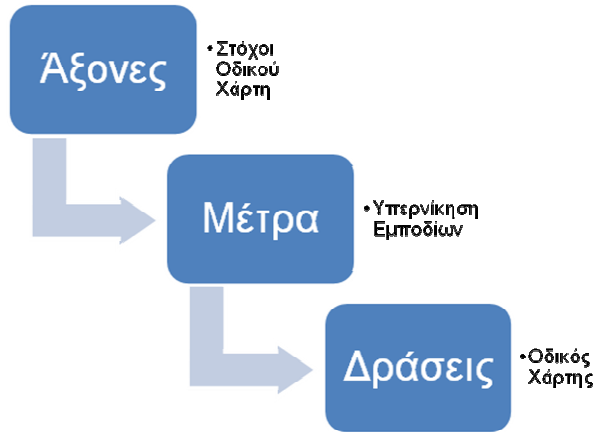 Άξονες
• Στόχοι
Οδικού
Χάρτη
Μέτρα
• Υπερνίκηση
Εμποδίων
Δράσεις
• Οδικός
Χάρτης